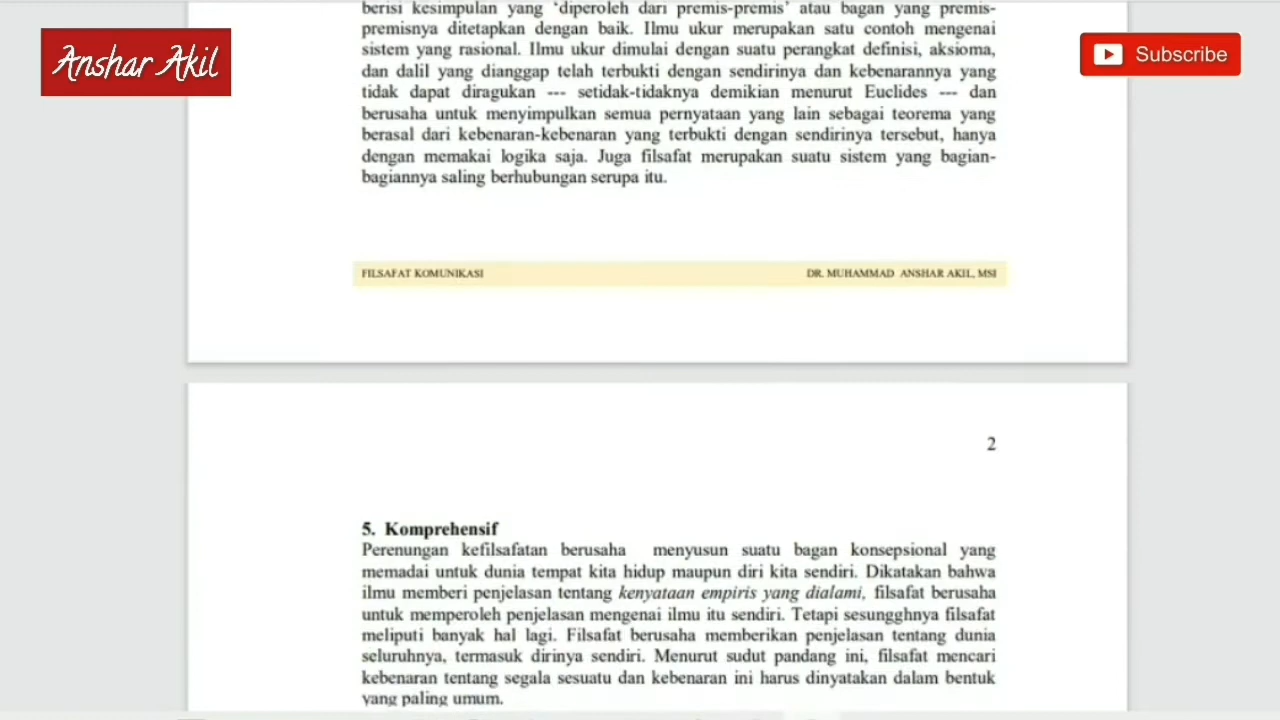 berisi kesimpulan yang 'diperoleh dari premis-premis' atau bagan yang premis-
premisnya ditetapkan dengan baik. Ilmu ukur merupakan satu contoh mengenai
sistem yang rasional. Ilmu ukur dimulai dengan suatu perangkat definisi, aksioma,
dan dalil yang dianggap telah terbukti dengan sendirinya dan kebenarannya yang
tidak dapat diragukan --- setidak-tidaknya demikian menurut Euclides --- dan
berusaha untuk menyimpulkan semua pernyataan yang lain sebagai teorema yang
berasal dari kebenaran-kebenaran yang terbukti dengan sendirinya tersebut, hanya
dengan memakai logika saja. Juga filsafat merupakan suatu sistem yang bagian-
bagiannya saling berhubungan serupa itu.
Anshar Akil
Subscribe
FILSAFAT KOMUNIKASI DR. MUHAMMAD ANSHAR AKIL, MSI
2
5. Komprehensif
Perenungan kefilsafatan berusaha menyusun suatu bagan konsepsional yang
memadai untuk dunia tempat kita hidup maupun diri kita sendiri. Dikatakan bahwa
ilmu memberi penjelasan tentang kenyataan empiris yang dialami, filsafat berusaha
untuk memperoleh penjelasan mengenai ilmu itu sendiri. Tetapi sesungghnya filsafat
meliputi banyak hal lagi. Filsafat berusaha memberikan penjelasan tentang dunia
seluruhnya, termasuk dirinya sendiri. Menurut sudut pandang ini, filsafat mencari
kebenaran tentang segala sesuatu dan kebenaran ini harus dinyatakan dalam bentuk
yang paling umum.